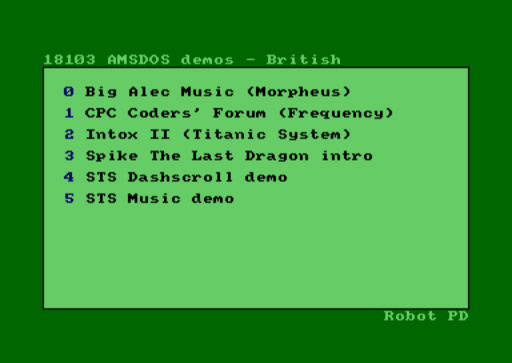 18103 AMSDOS demos - British
0 Big Alec Music (Morpheus)
1 CPC Coders' Forum (Frequency)
2 Intox II (Titanic System)
3 Spike The Last Dragon intro
4 STS Dashscroll demo
5 STS Music demo
Robot PD